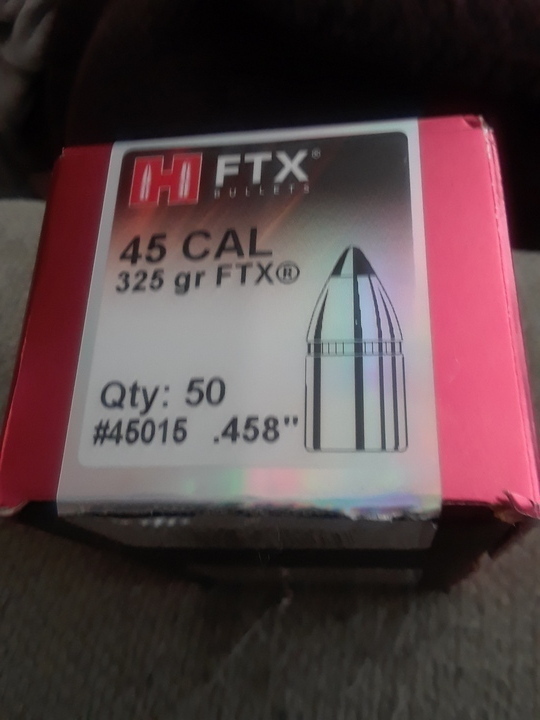 H FTX®
BULLETS
45 CAL
325 gr FTX®
Qty: 50
#45015 .458"